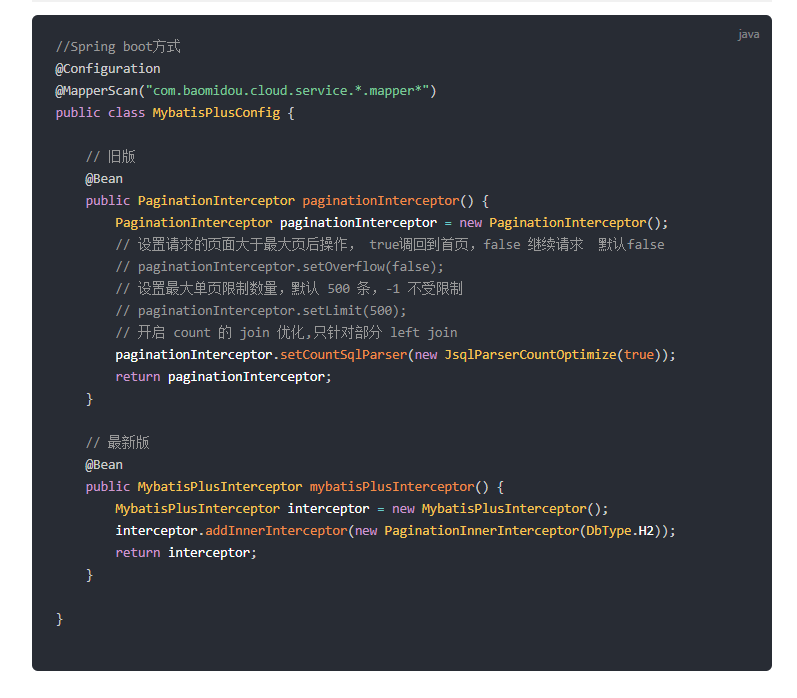 java
//Spring boot方式
@Configuration
@MapperScan("com.baomidou.cloud.service.*.mapper*")
public class MybatisPlusConfig {
// 旧版
@Bean
public PaginationInterceptor paginationInterceptor() {
PaginationInterceptor paginationInterceptor = new PaginationInterceptor();
// 设置请求的页面大于最大页后操作， true调回到首页，false 继续请求  默认false
// paginationInterceptor.setOverflow(false);
// 设置最大单页限制数量，默认 500 条，-1 不受限制
// paginationInterceptor.setLimit(500);
// 开启 count 的 join 优化,只针对部分 left join
paginationInterceptor.setCountSqlParser(new JsqlParserCountOptimize(true));
return paginationInterceptor;
}
// 最新版
@Bean
public MybatisPlusInterceptor mybatisPlusInterceptor() {
MybatisPlusInterceptor interceptor = new MybatisPlusInterceptor();
interceptor.addInnerInterceptor(new PaginationInnerInterceptor(DbType.H2));
return interceptor;
}
}